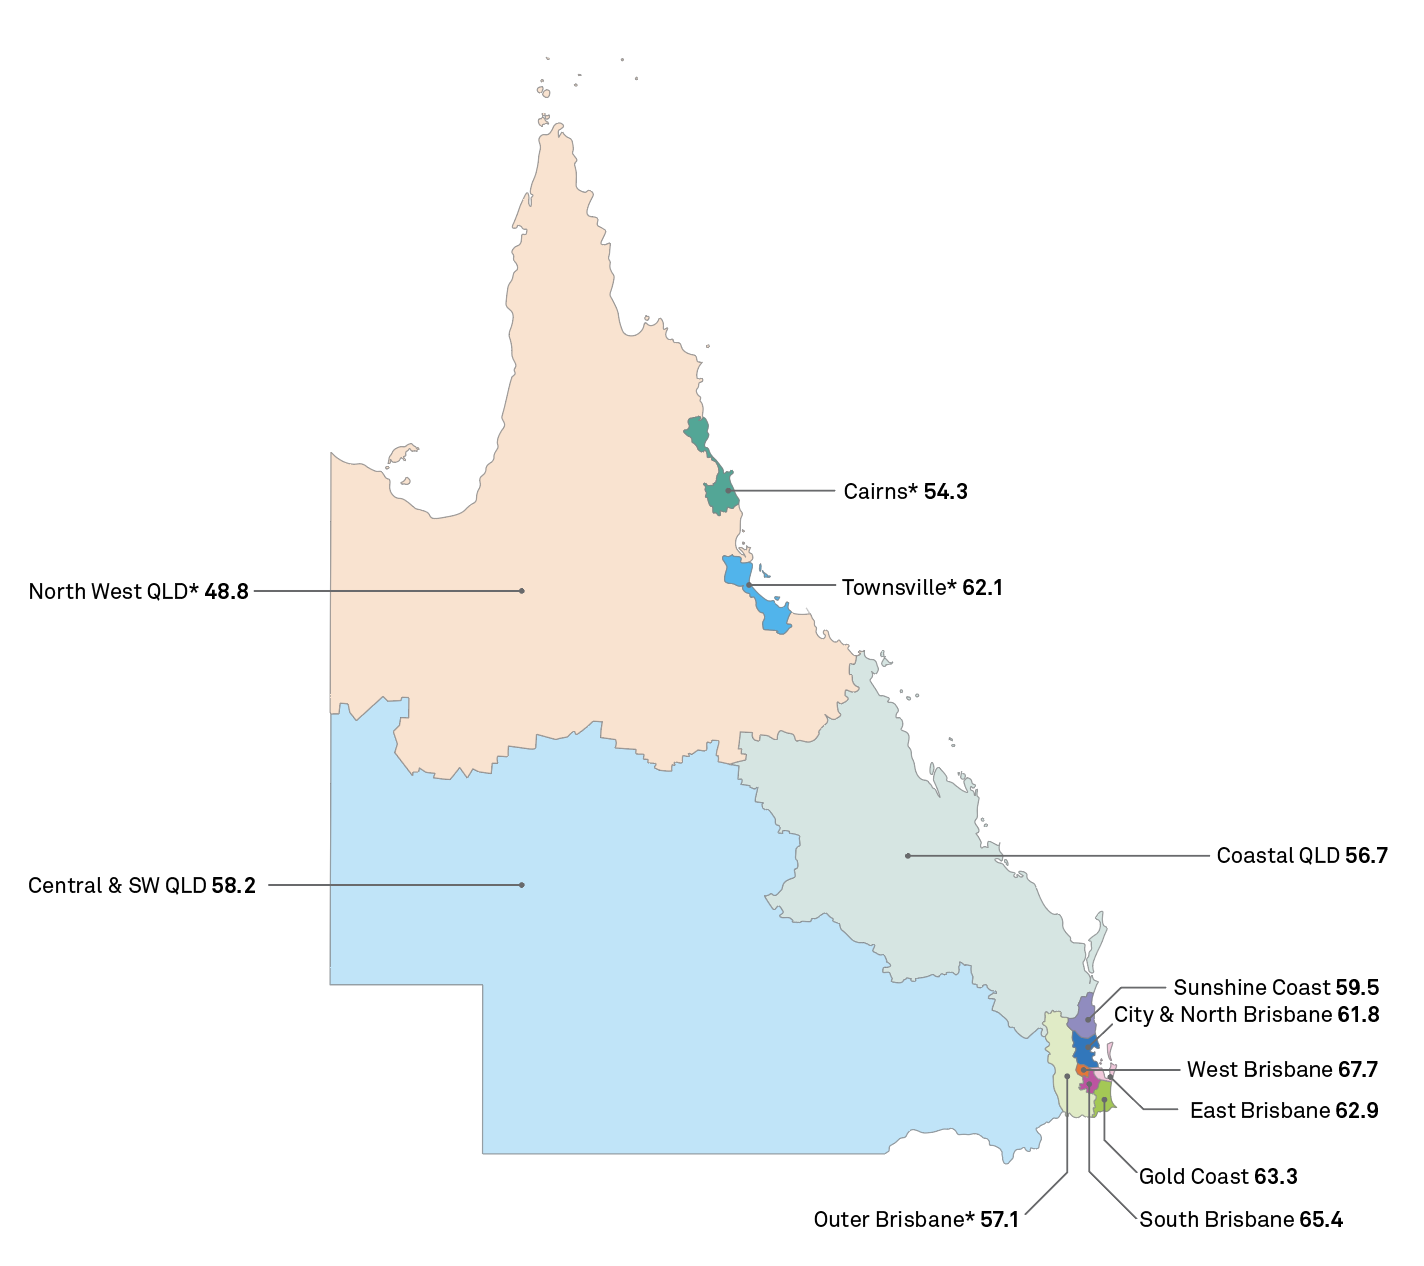 Cairns* 54.3
Townsville* 62.1
North West QLD* 48.8
Coastal QLD 56.7
Central & SW QLD 58.2
Sunshine Coast 59.5
City & North Brisbane 61.8
West Brisbane 67.7
East Brisbane 62.9
Gold Coast 63.3
Outer Brisbane* 57.1
South Brisbane 65.4